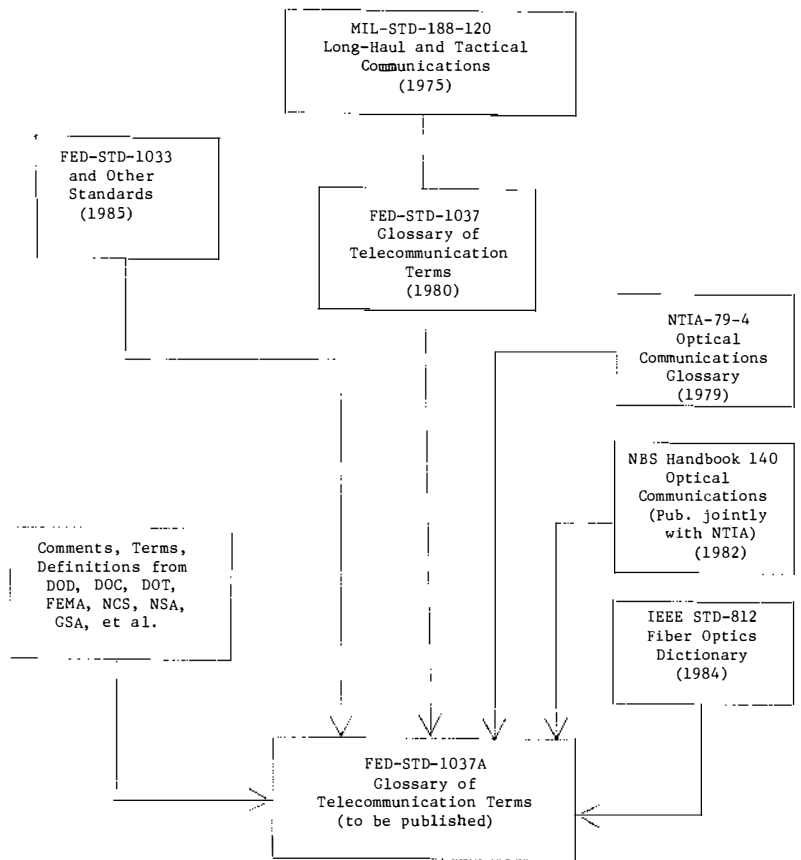 MIL-STD-188-120
Long-Haul and Tactical
Communications
(1975)
FED-STD-1033
and Other
Standards
(1985)
FED-STD-1037
Glossary of
Telecommunication
Terms
(1980)
NTIA-79-4
Optical
Communications
Glossary
(1979)
NBS Handbook 140
Optical
Communications
(Pub. jointly
with NTIA)
(1982)
Comments, Terms,
Definitions from
DOD, DOC, DOT,
FEMA, NCS, NSA,
GSA, et al.
IEEE STD-812
Fiber Optics
Dictionary
(1984)
FED-STD-1037A
Glossary of
Telecommunication Terms
(to be published)